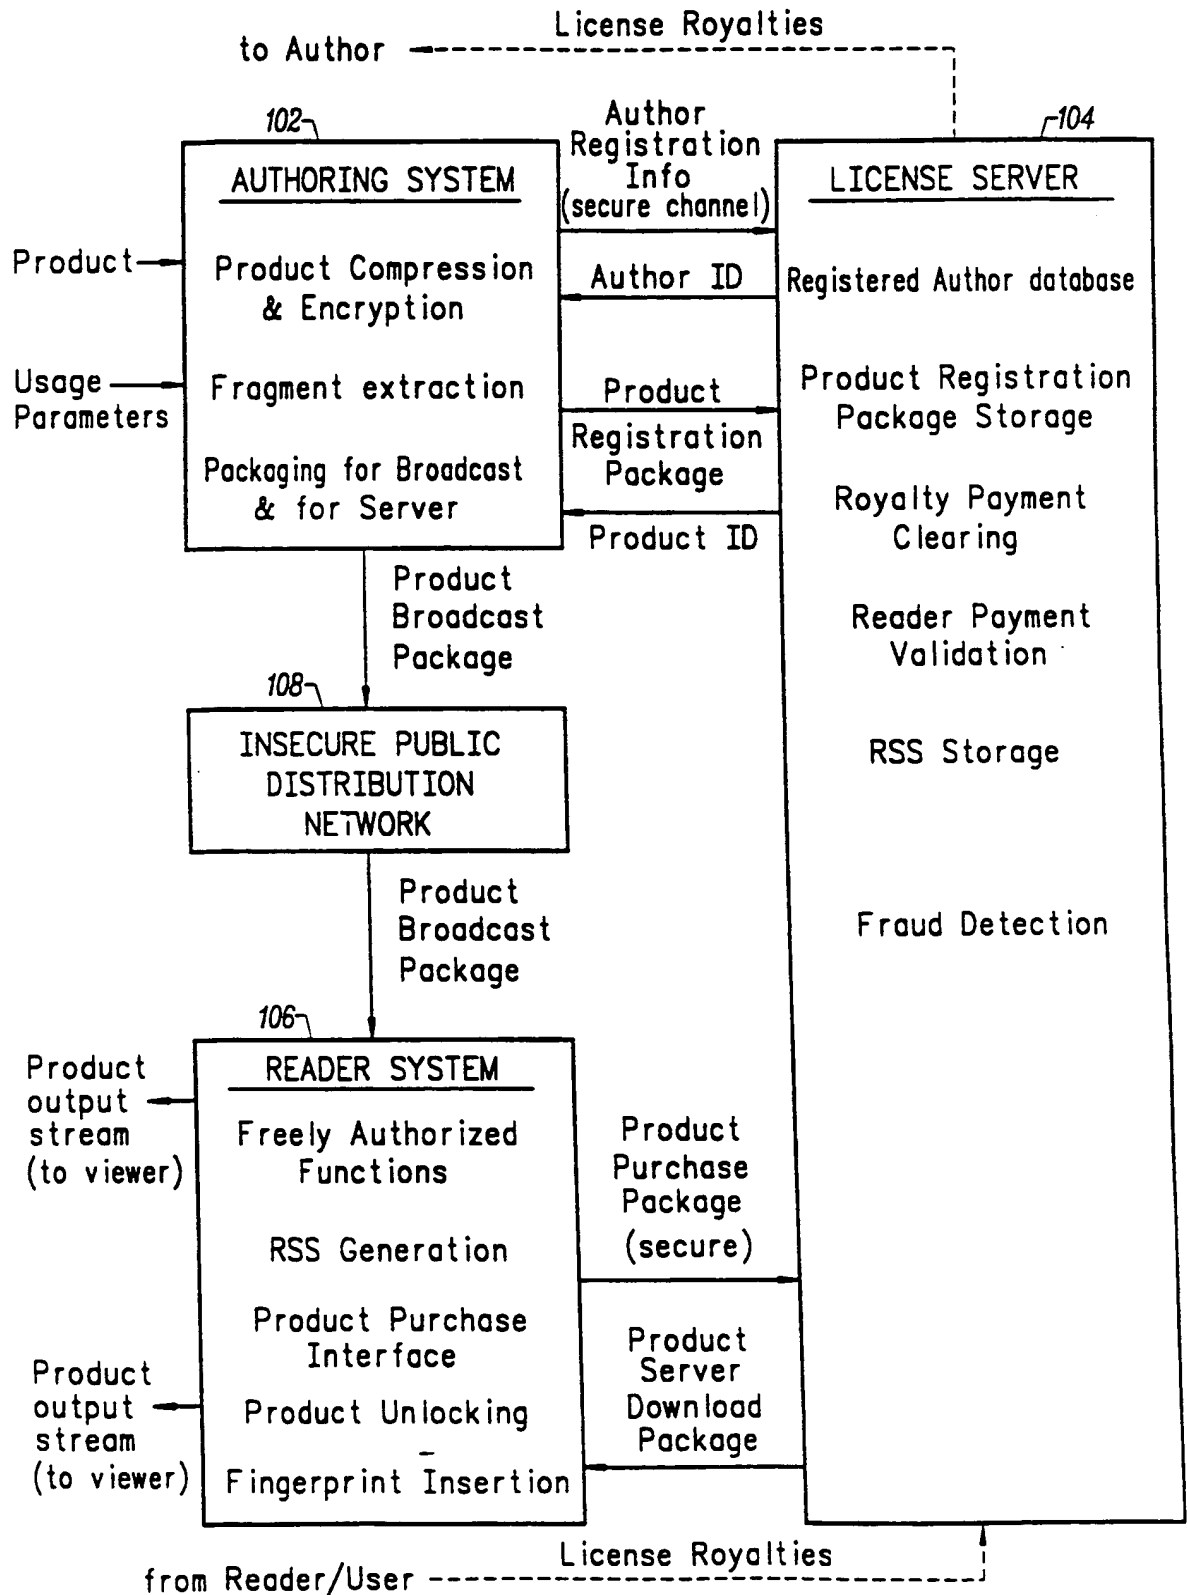 License Royalties
to Author
102
Author
Registration
Info
(secure channel)
104
AUTHORING SYSTEM
LICENSE SERVER
Product
Product Compression
& Encryption
Author ID
Registered Author database
Usage
Parameters
Fragment extraction
Product
Registration
Package
Product Registration
Package Storage
Packaging for Broadcast
& for Server
Product ID
Royalty Payment
Clearing
Product
Broadcast
Package
Reader Payment
Validation
108
INSECURE PUBLIC
DISTRIBUTION
NETWORK
RSS Storage
Product
Broadcast
Package
Fraud Detection
106
READER SYSTEM
Product
output
stream
(to viewer)
Freely Authorized
Functions
Product
Purchase
Package
(secure)
RSS Generation
Product Purchase
Interface
Product
Server
Download
Package
Product
output
stream
(to viewer)
Product Unlocking
Fingerprint Insertion
License Royalties
from Reader/User